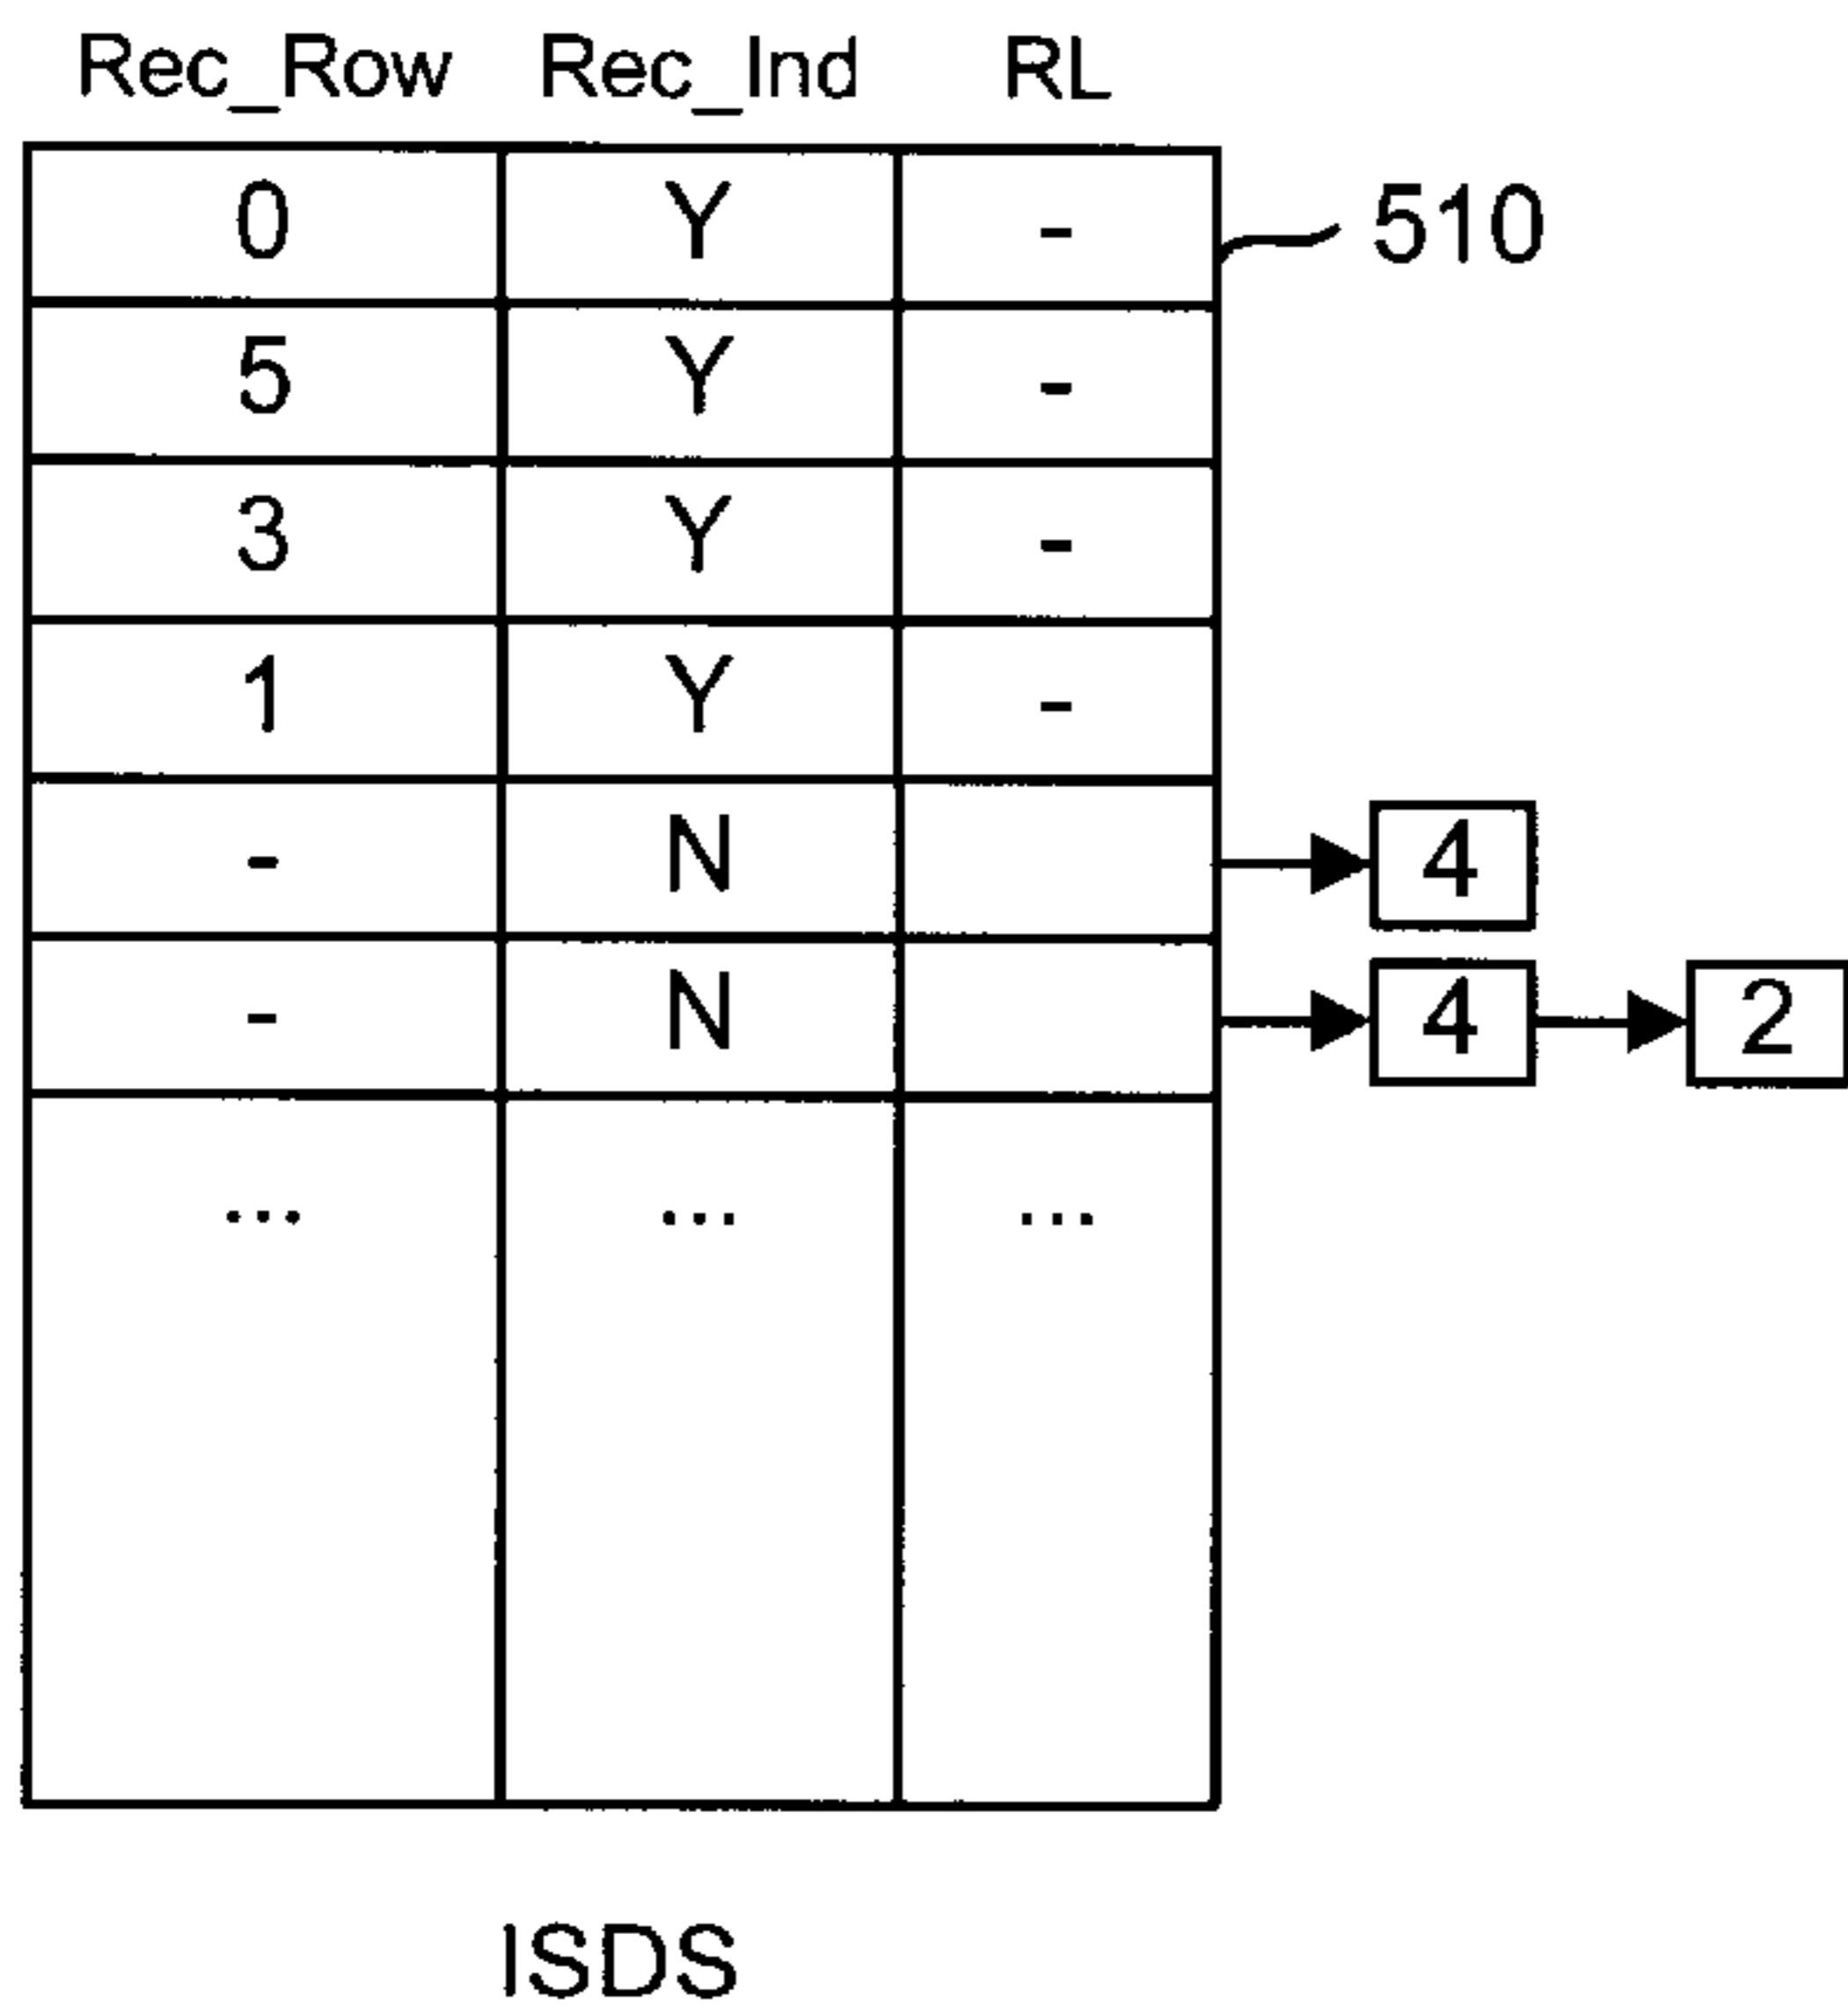 Rec_Row Rec_Ind RL
0 Y - 510
5 Y -
3 Y -
1 Y -
- N 4
- N 4 2
... ... ...
ISDS